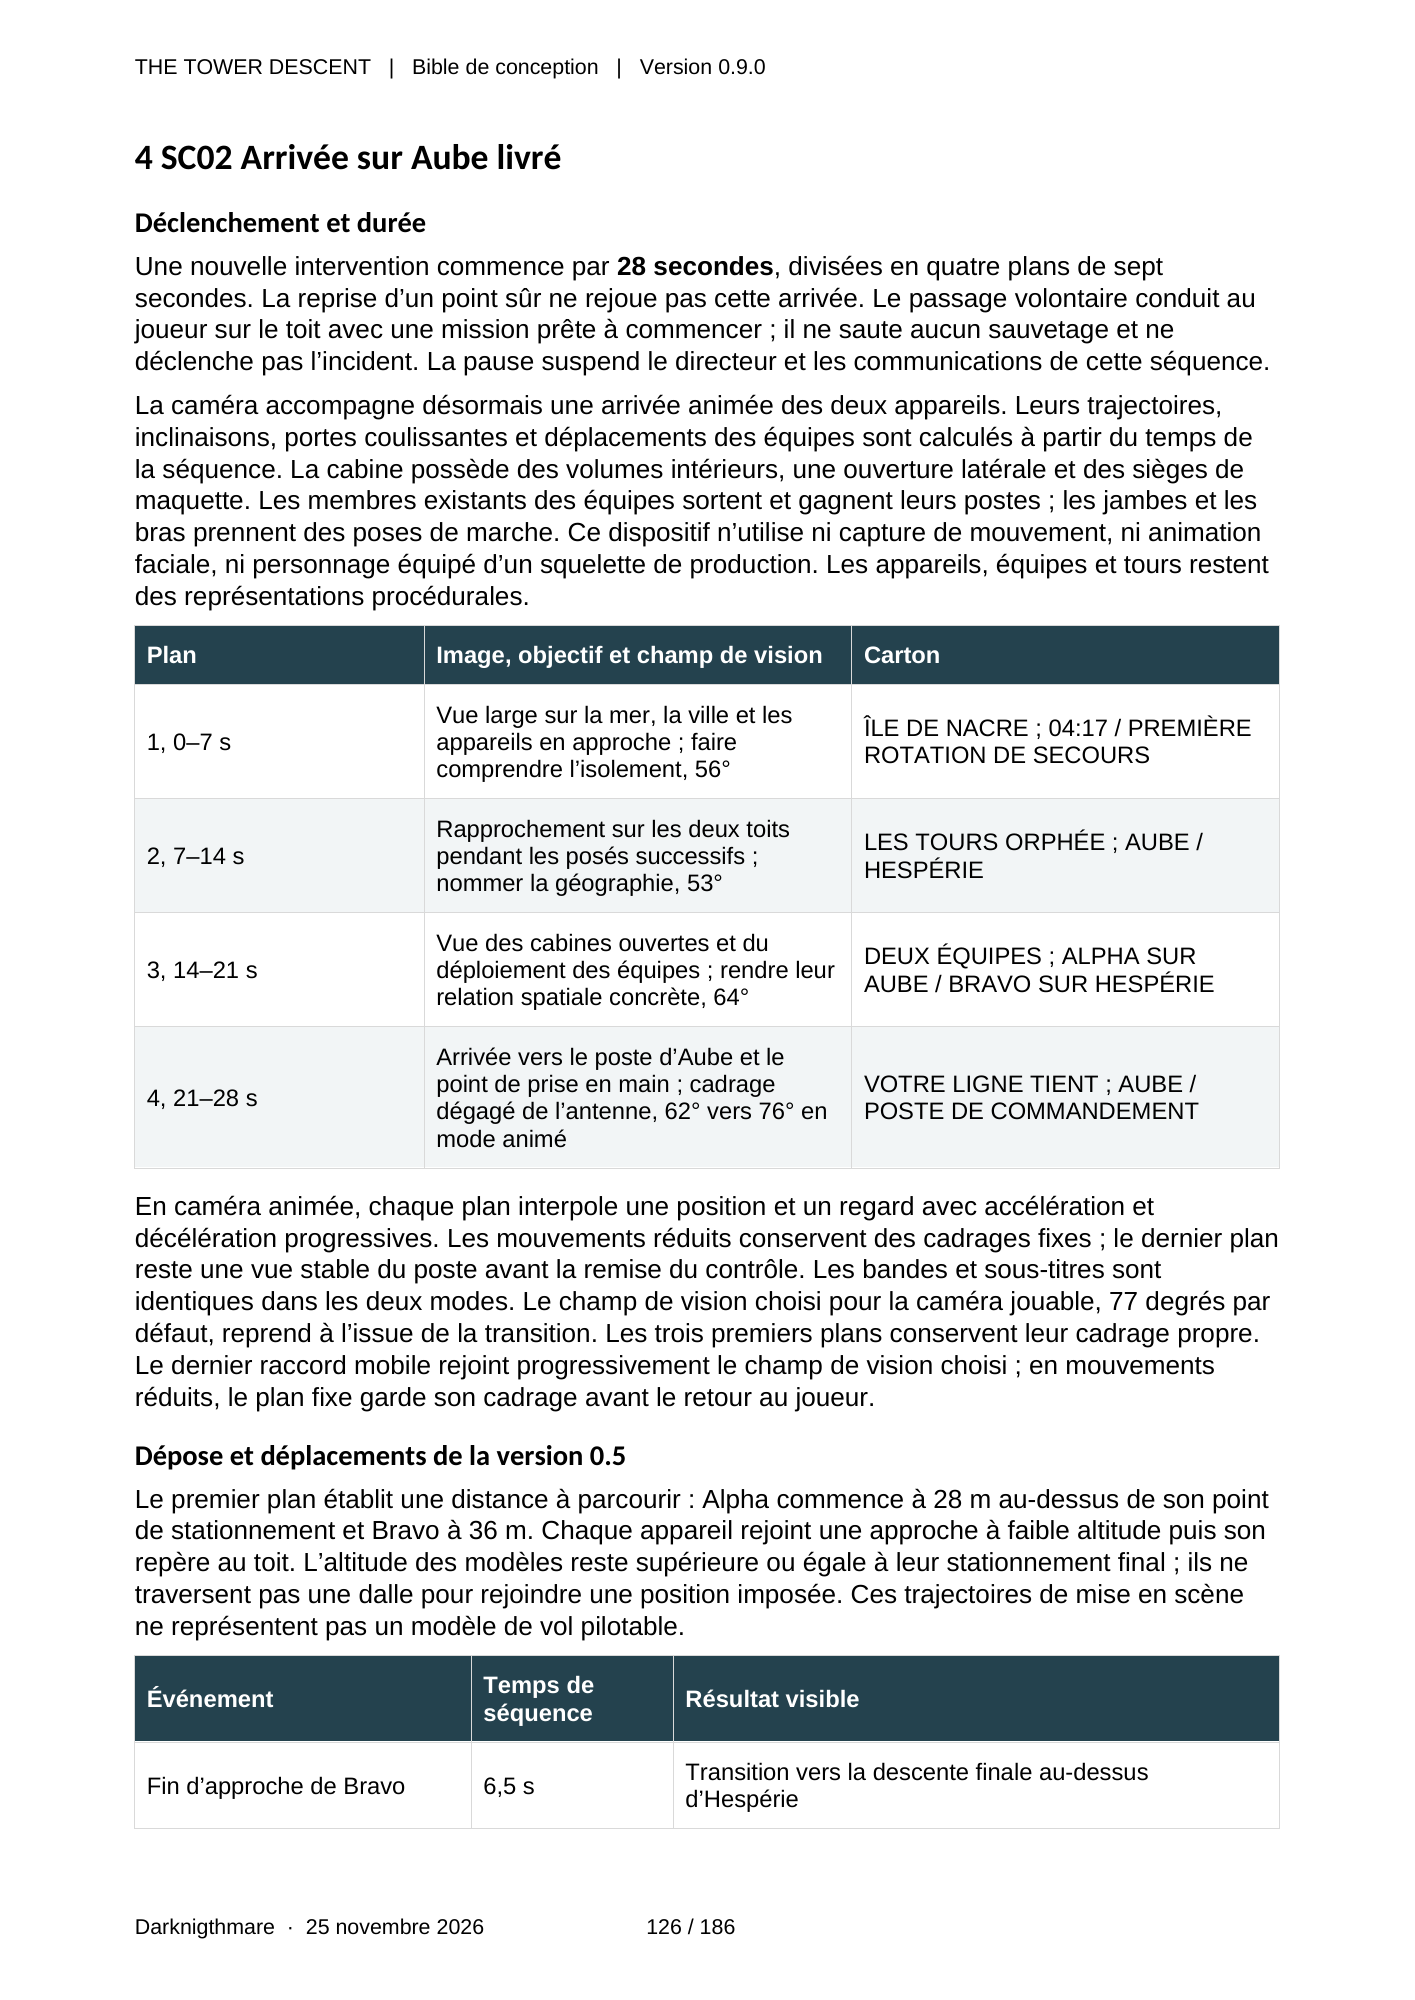 THE TOWER DESCENT | Bible de conception | Version 0.9.0
4 SC02 Arrivée sur Aube livré
Déclenchement et durée
Une nouvelle intervention commence par 28 secondes, divisées en quatre plans de sept
secondes. La reprise d’un point sûr ne rejoue pas cette arrivée. Le passage volontaire conduit au
joueur sur le toit avec une mission prête à commencer ; il ne saute aucun sauvetage et ne
déclenche pas l’incident. La pause suspend le directeur et les communications de cette séquence.
La caméra accompagne désormais une arrivée animée des deux appareils. Leurs trajectoires,
inclinaisons, portes coulissantes et déplacements des équipes sont calculés à partir du temps de
la séquence. La cabine possède des volumes intérieurs, une ouverture latérale et des sièges de
maquette. Les membres existants des équipes sortent et gagnent leurs postes ; les jambes et les
bras prennent des poses de marche. Ce dispositif n’utilise ni capture de mouvement, ni animation
faciale, ni personnage équipé d’un squelette de production. Les appareils, équipes et tours restent
des représentations procédurales.
Plan
Image, objectif et champ de vision
Carton
1, 0–7 s
Vue large sur la mer, la ville et les
appareils en approche ; faire
comprendre l’isolement, 56°
ÎLE DE NACRE ; 04:17 / PREMIÈRE
ROTATION DE SECOURS
2, 7–14 s
Rapprochement sur les deux toits
pendant les posés successifs ;
nommer la géographie, 53°
LES TOURS ORPHÉE ; AUBE /
HESPÉRIE
3, 14–21 s
Vue des cabines ouvertes et du
déploiement des équipes ; rendre leur
relation spatiale concrète, 64°
DEUX ÉQUIPES ; ALPHA SUR
AUBE / BRAVO SUR HESPÉRIE
4, 21–28 s
Arrivée vers le poste d’Aube et le
point de prise en main ; cadrage
dégagé de l’antenne, 62° vers 76° en
mode animé
VOTRE LIGNE TIENT ; AUBE /
POSTE DE COMMANDEMENT
En caméra animée, chaque plan interpole une position et un regard avec accélération et
décélération progressives. Les mouvements réduits conservent des cadrages fixes ; le dernier plan
reste une vue stable du poste avant la remise du contrôle. Les bandes et sous-titres sont
identiques dans les deux modes. Le champ de vision choisi pour la caméra jouable, 77 degrés par
défaut, reprend à l’issue de la transition. Les trois premiers plans conservent leur cadrage propre.
Le dernier raccord mobile rejoint progressivement le champ de vision choisi ; en mouvements
réduits, le plan fixe garde son cadrage avant le retour au joueur.
Dépose et déplacements de la version 0.5
Le premier plan établit une distance à parcourir : Alpha commence à 28 m au-dessus de son point
de stationnement et Bravo à 36 m. Chaque appareil rejoint une approche à faible altitude puis son
repère au toit. L’altitude des modèles reste supérieure ou égale à leur stationnement final ; ils ne
traversent pas une dalle pour rejoindre une position imposée. Ces trajectoires de mise en scène
ne représentent pas un modèle de vol pilotable.
Événement
Temps de
séquence
Résultat visible
Fin d’approche de Bravo
6,5 s
Transition vers la descente finale au-dessus
d’Hespérie
Darknigthmare · 25 novembre 2026
126 / 186